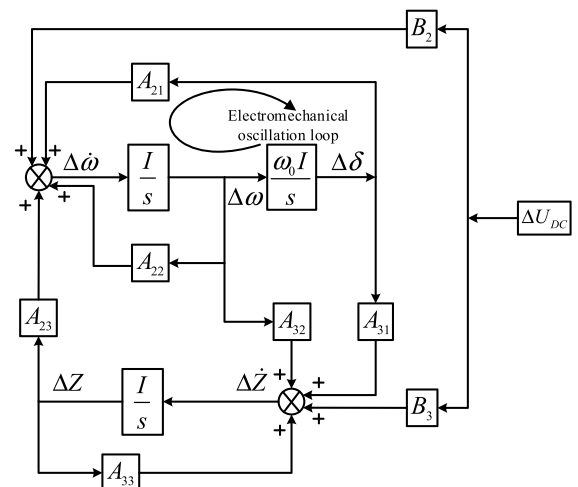 B2
A21
Electromechanical
oscillation loop
+ +
Δω̇
I
s
ω0I
s
Δδ
+ +
Δω
ΔUDC
A22
A23
A32
A31
ΔZ
I
s
ΔŻ
+ +
B3
+ +
A33